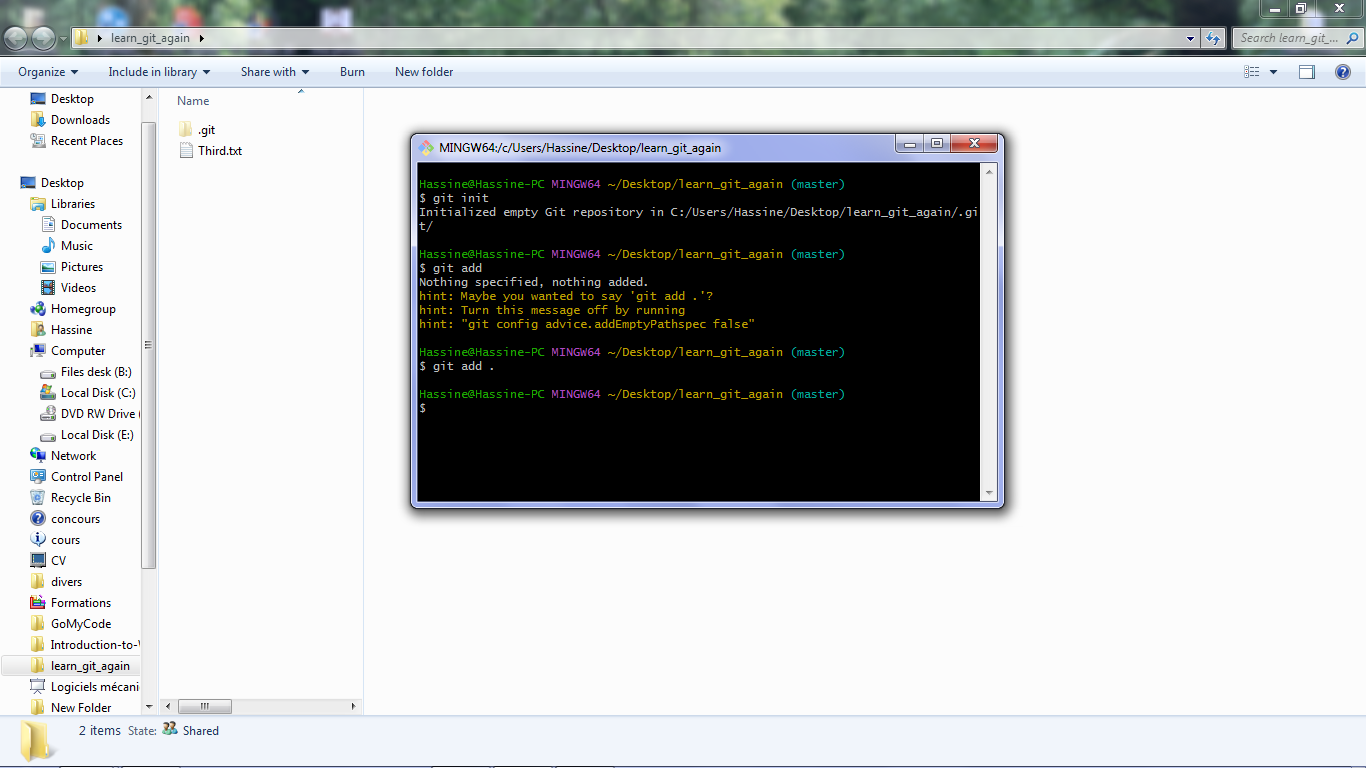 learn_git_again
Search learn_git_...
Organize
Include in library
Share with
Burn
New folder
Desktop
Downloads
Recent Places
Desktop
Libraries
Documents
Music
Pictures
Videos
Homegroup
Hassine
Computer
Files desk (B:)
Local Disk (C:)
DVD RW Drive (
Local Disk (E:)
Network
Control Panel
Recycle Bin
concours
cours
CV
divers
Formations
GoMyCode
Introduction-to-
learn_git_again
Logiciels mécani
New Folder
Name
.git
Third.txt
MINGW64:/c/Users/Hassine/Desktop/learn_git_again
Hassine@Hassine-PC MINGW64 ~/Desktop/learn_git_again (master)
$ git init
Initialized empty Git repository in C:/Users/Hassine/Desktop/learn_git_again/.gi
t/
Hassine@Hassine-PC MINGW64 ~/Desktop/learn_git_again (master)
$ git add
Nothing specified, nothing added.
hint: Maybe you wanted to say 'git add .'?
hint: Turn this message off by running
hint: "git config advice.addEmptyPathspec false"
Hassine@Hassine-PC MINGW64 ~/Desktop/learn_git_again (master)
$ git add .
Hassine@Hassine-PC MINGW64 ~/Desktop/learn_git_again (master)
$
2 items State: Shared